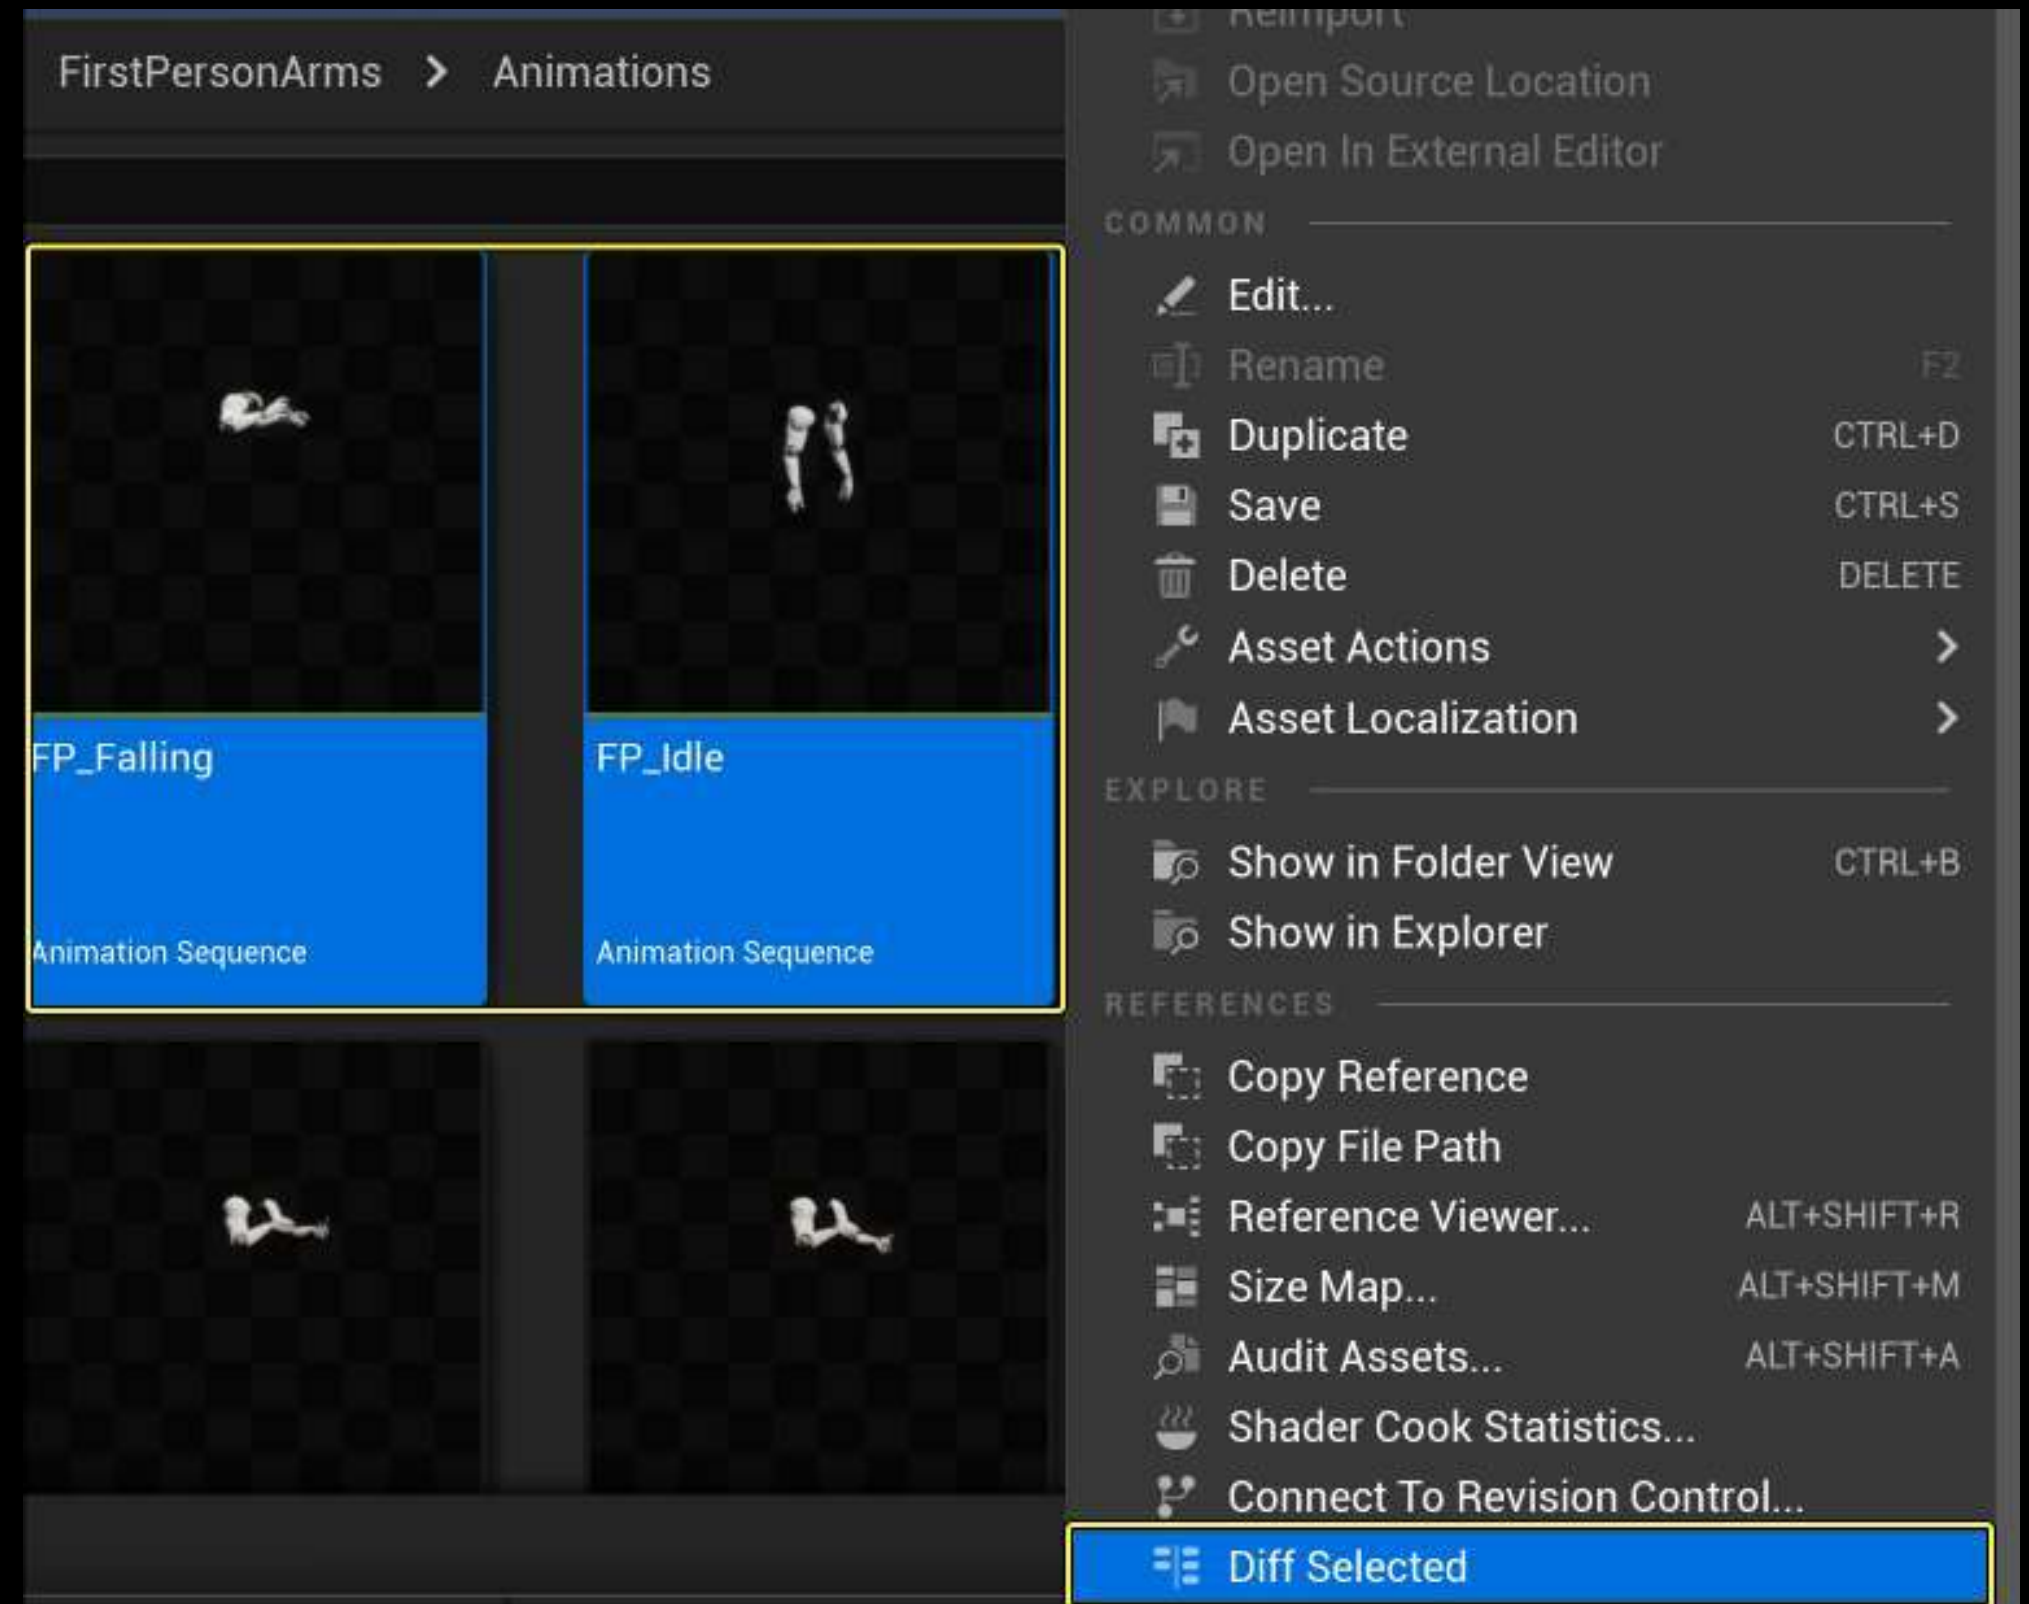 FirstPersonArms > Animations
FP_Falling
Animation Sequence
FP_Idle
Animation Sequence
Reimport
Open Source Location
Open In External Editor
COMMON
Edit...
Rename F2
Duplicate CTRL+D
Save CTRL+S
Delete DELETE
Asset Actions
Asset Localization
EXPLORE
Show in Folder View CTRL+B
Show in Explorer
REFERENCES
Copy Reference
Copy File Path
Reference Viewer... ALT+SHIFT+R
Size Map... ALT+SHIFT+M
Audit Assets... ALT+SHIFT+A
Shader Cook Statistics...
Connect To Revision Control...
Diff Selected